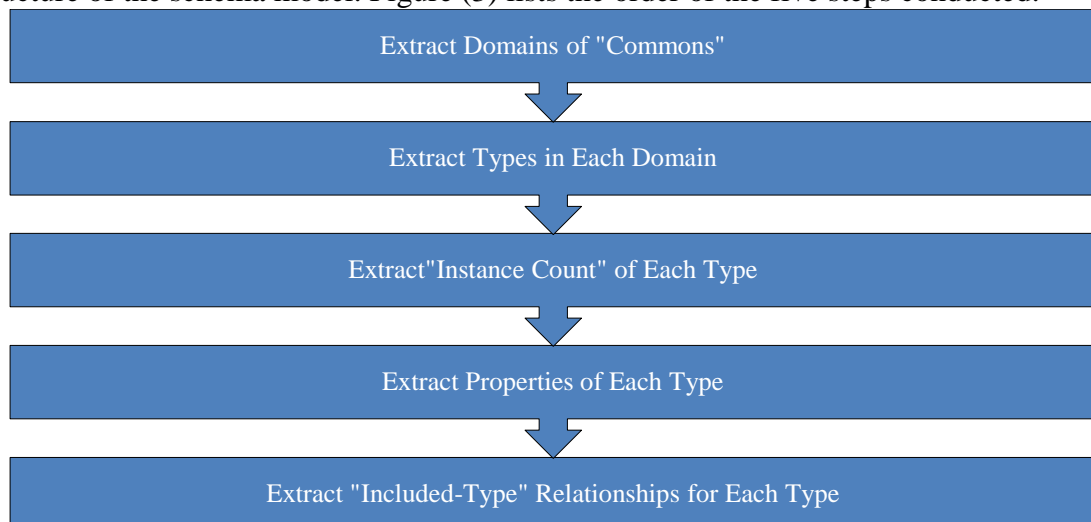 ucture of the schema model. Figure (3) lists the order of the five steps conducted.
Extract Domains of "Commons"
Extract Types in Each Domain
Extract"Instance Count" of Each Type
Extract Properties of Each Type
Extract "Included-Type" Relationships for Each Type